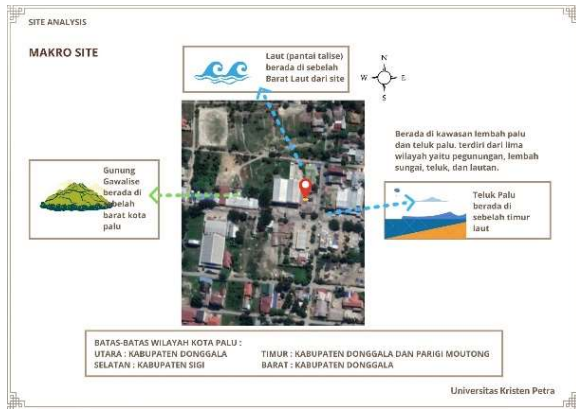 SITE ANALYSIS
MAKRO SITE
Laut (pantai talise)
berada di sebelah
Barat Laut dari site
N
W
E
S
Berada di kawasan lembah palu
dan teluk palu. terdiri dari lima
wilayah yaitu pegunungan, lembah
sungai, teluk, dan lautan.
Gunung
Gawalise
berada di
sebelah
barat kota
palu
Teluk Palu
berada di
sebelah timur
laut
BATAS-BATAS WILAYAH KOTA PALU :
UTARA : KABUPATEN DONGGALA
TIMUR : KABUPATEN DONGGALA DAN PARIGI MOUTONG
SELATAN : KABUPATEN SIGI
BARAT : KABUPATEN DONGGALA
Universitas Kristen Petra